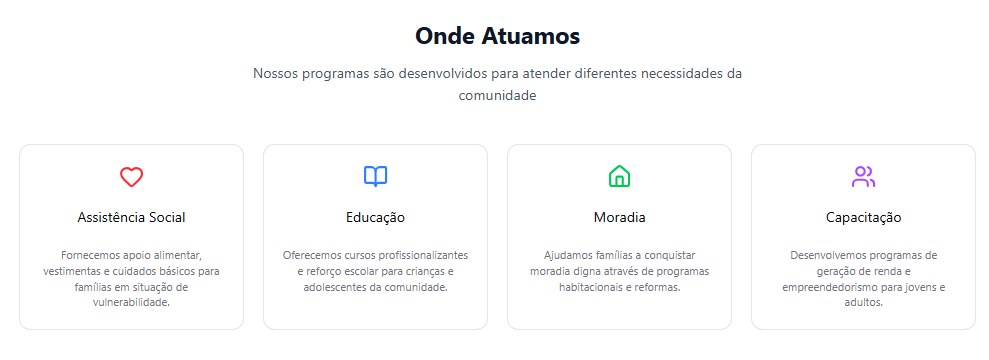 Onde Atuamos
Nossos programas são desenvolvidos para atender diferentes necessidades da
comunidade
Assistência Social
Fornecemos apoio alimentar,
vestimentas e cuidados básicos para
famílias em situação de
vulnerabilidade.
Educação
Oferecemos cursos profissionalizantes
e reforço escolar para crianças e
adolescentes da comunidade.
Moradia
Ajudamos famílias a conquistar
moradia digna através de programas
habitacionais e reformas.
Capacitação
Desenvolvemos programas de
geração de renda e
empreendedorismo para jovens e
adultos.